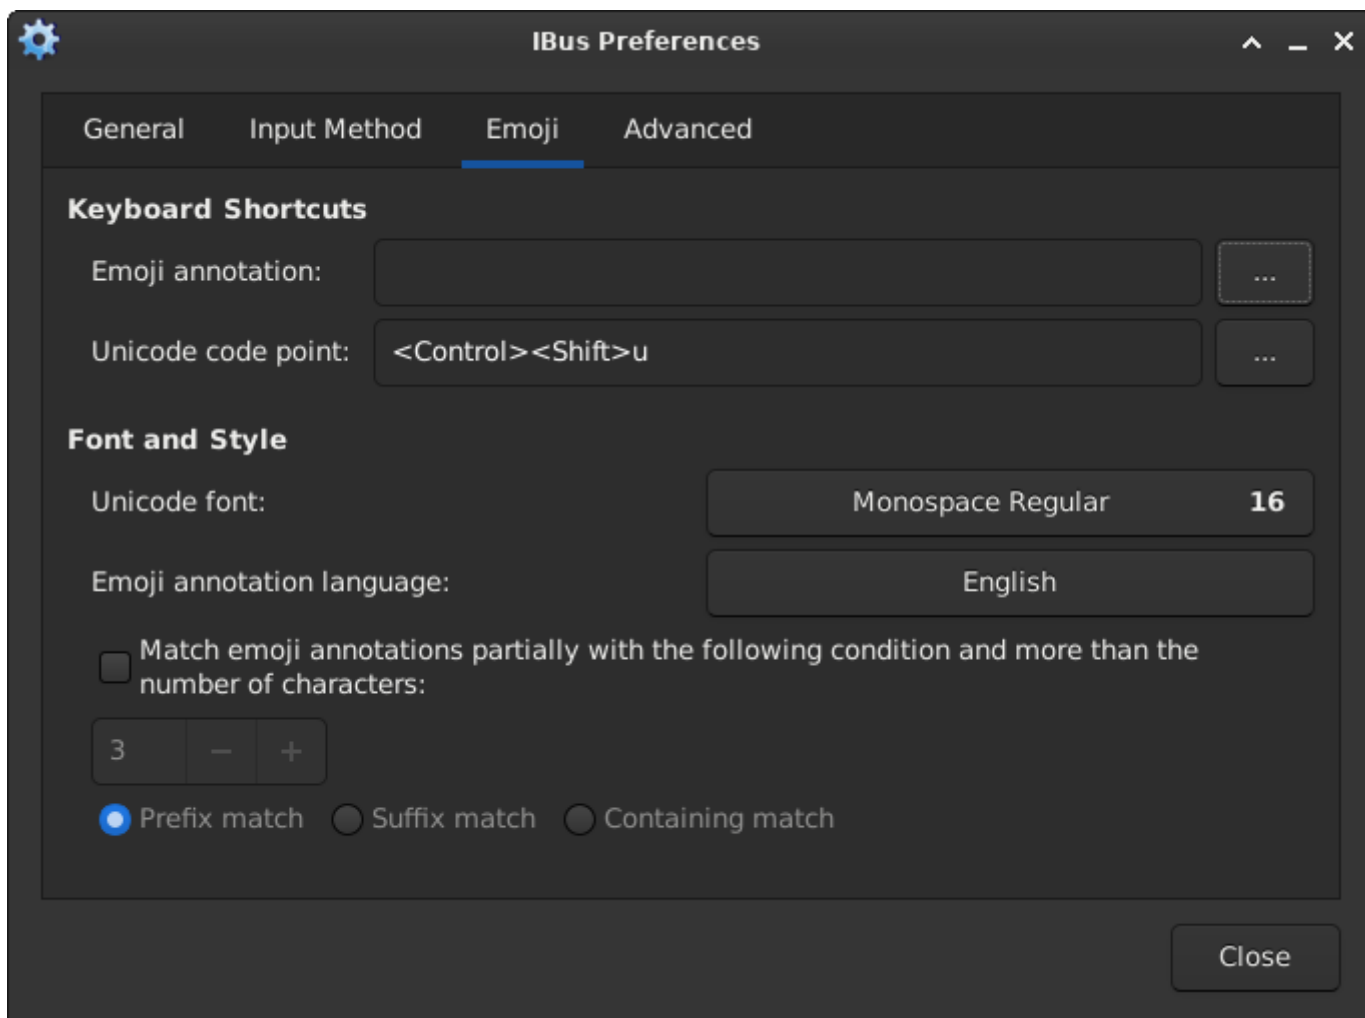 IBus Preferences
General Input Method Emoji Advanced
Keyboard Shortcuts
Emoji annotation: ...
Unicode code point: <Control><Shift>u ...
Font and Style
Unicode font: Monospace Regular 16
Emoji annotation language: English
Match emoji annotations partially with the following condition and more than the
number of characters:
3 − +
Prefix match Suffix match Containing match
Close